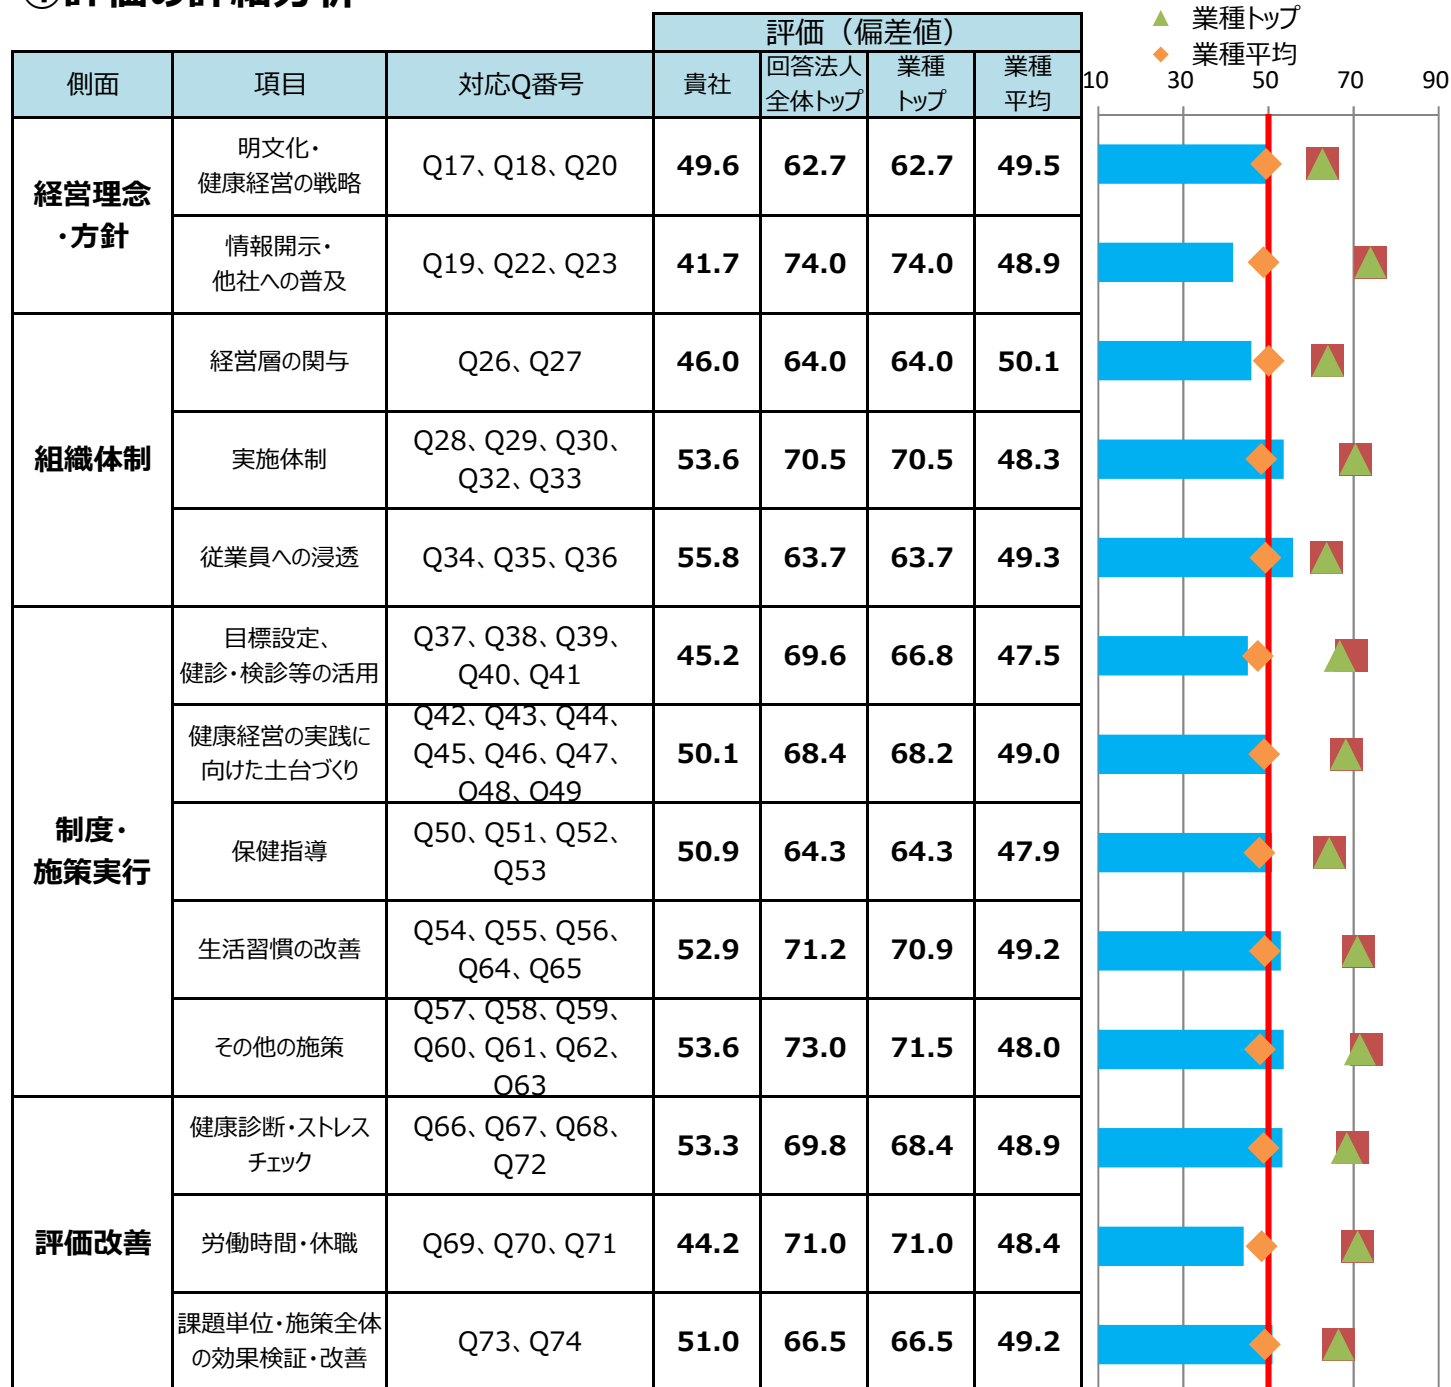 ①評価の詳細分析
▲ 業種トップ
◆ 業種平均
評価（偏差値）
側面 項目 対応Q番号 貴社 回答法人 業種 業種
全体トップ トップ 平均
10 30 50 70 90
経営理念
・方針
明文化・
健康経営の戦略
Q17、Q18、Q20 49.6 62.7 62.7 49.5
情報開示・
他社への普及
Q19、Q22、Q23 41.7 74.0 74.0 48.9
組織体制
経営層の関与 Q26、Q27 46.0 64.0 64.0 50.1
実施体制
Q28、Q29、Q30、
Q32、Q33
53.6 70.5 70.5 48.3
従業員への浸透 Q34、Q35、Q36 55.8 63.7 63.7 49.3
制度・
施策実行
目標設定、
健診・検診等の活用
Q37、Q38、Q39、
Q40、Q41
45.2 69.6 66.8 47.5
健康経営の実践に
向けた土台づくり
Q42、Q43、Q44、
Q45、Q46、Q47、
Q48、Q49
50.1 68.4 68.2 49.0
保健指導
Q50、Q51、Q52、
Q53
50.9 64.3 64.3 47.9
生活習慣の改善
Q54、Q55、Q56、
Q64、Q65
52.9 71.2 70.9 49.2
その他の施策
Q57、Q58、Q59、
Q60、Q61、Q62、
Q63
53.6 73.0 71.5 48.0
評価改善
健康診断・ストレス
チェック
Q66、Q67、Q68、
Q72
53.3 69.8 68.4 48.9
労働時間・休職 Q69、Q70、Q71 44.2 71.0 71.0 48.4
課題単位・施策全体
の効果検証・改善
Q73、Q74 51.0 66.5 66.5 49.2